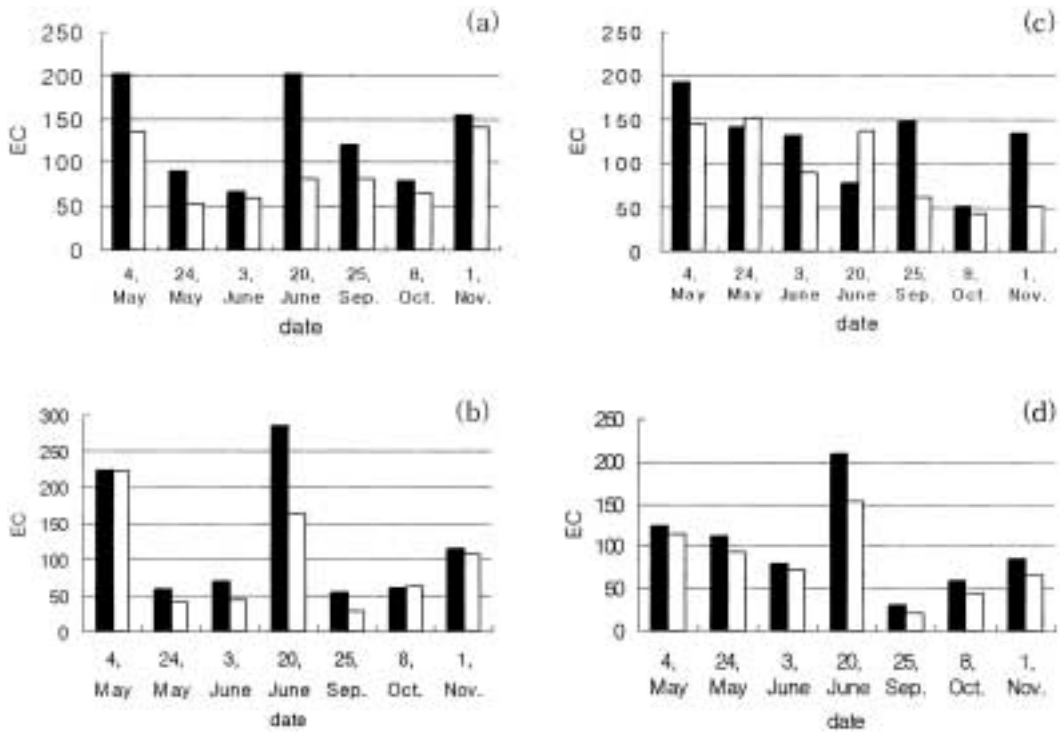 (a)
250
200
150
100
50
0
EC
4, 24, 3, 20, 25, 8, 1,
May May June June Sep. Oct. Nov.
date
(c)
250
200
150
100
50
0
EC
4, 24, 3, 20, 25, 8, 1,
May May June June Sep. Oct. Nov.
date
(b)
300
250
200
150
100
50
0
EC
4, 24, 3, 20, 25, 8, 1,
May May June June Sep. Oct. Nov.
date
(d)
250
200
150
100
50
0
EC
4, 24, 3, 20, 25, 8, 1,
May May June June Sep. Oct. Nov.
date